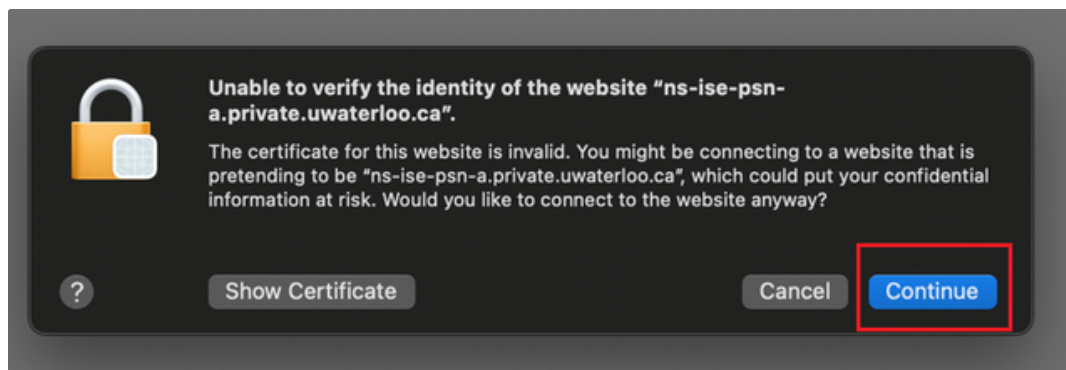 Unable to verify the identity of the website “ns-ise-psn-
a.private.uwaterloo.ca”.
The certificate for this website is invalid. You might be connecting to a website that is
pretending to be “ns-ise-psn-a.private.uwaterloo.ca”, which could put your confidential
information at risk. Would you like to connect to the website anyway?
?
Show Certificate
Cancel
Continue